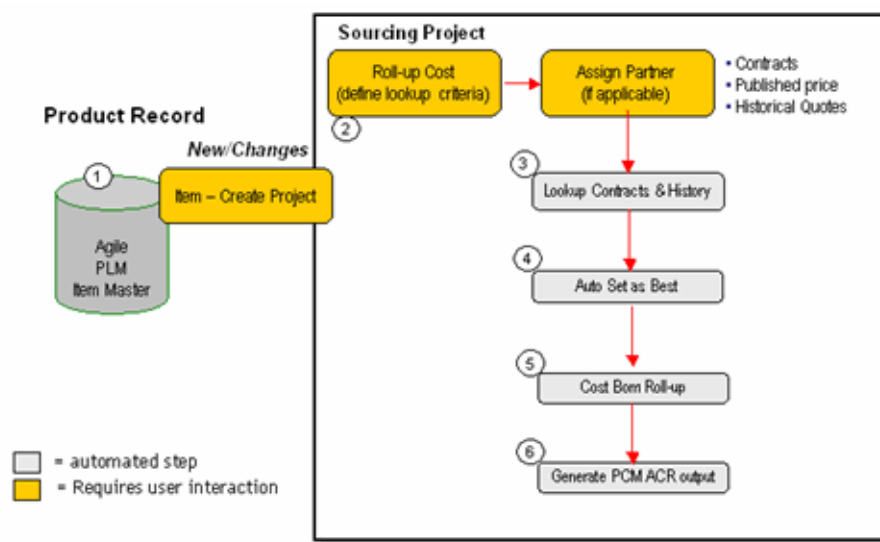 Sourcing Project
Roll-up Cost
(define lookup criteria)
2
Assign Partner
(if applicable)
• Contracts
• Published price
• Historical Quotes
Product Record
New/Changes
1
Item – Create Project
Agile
PLM
Item Master
3
Lookup Contracts & History
4
Auto Set as Best
5
Cost Bom Roll-up
6
Generate PCM ACR output
= automated step
= Requires user interaction